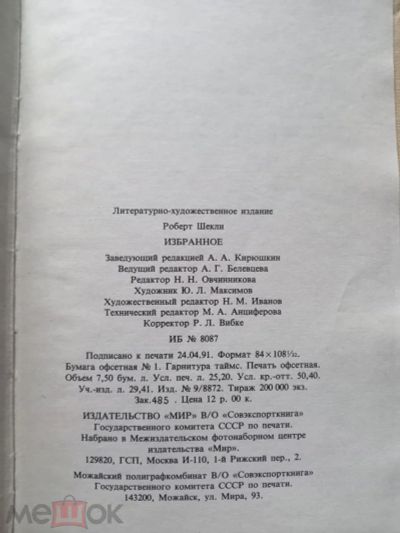 Литературно-художественное издание
Роберт Шекли
ИЗБРАННОЕ
Заведующий редакцией А. А. Кирюшкин
Ведущий редактор А. Г. Белевцева
Редактор Н. Н. Овчинникова
Художник Ю. Л. Максимов
Художественный редактор Н. М. Иванов
Технический редактор М. А. Анциферова
Корректор Р. Л. Вибке
ИБ № 8087
Подписано к печати 24.04.91. Формат 84 × 108 1/32.
Бумага офсетная № 1. Гарнитура таймс. Печать офсетная.
Объем 7,50 бум. л. Усл. печ. л. 25,20. Усл. кр.-отт. 50,40.
Уч.-изд. л. 29,41. Изд. № 9/8872. Тираж 200 000 экз.
Зак. 485. Цена 12 р. 00 к.
ИЗДАТЕЛЬСТВО «МИР» В/О «Совэкспорткнига»
Государственного комитета СССР по печати.
Набрано в Межиздательском фотонаборном центре
издательства «Мир».
129820, ГСП, Москва И-110, 1-й Рижский пер., 2.
Можайский полиграфкомбинат В/О «Совэкспорткнига»
Государственного комитета СССР по печати.
143200, Можайск, ул. Мира, 93.
мешок